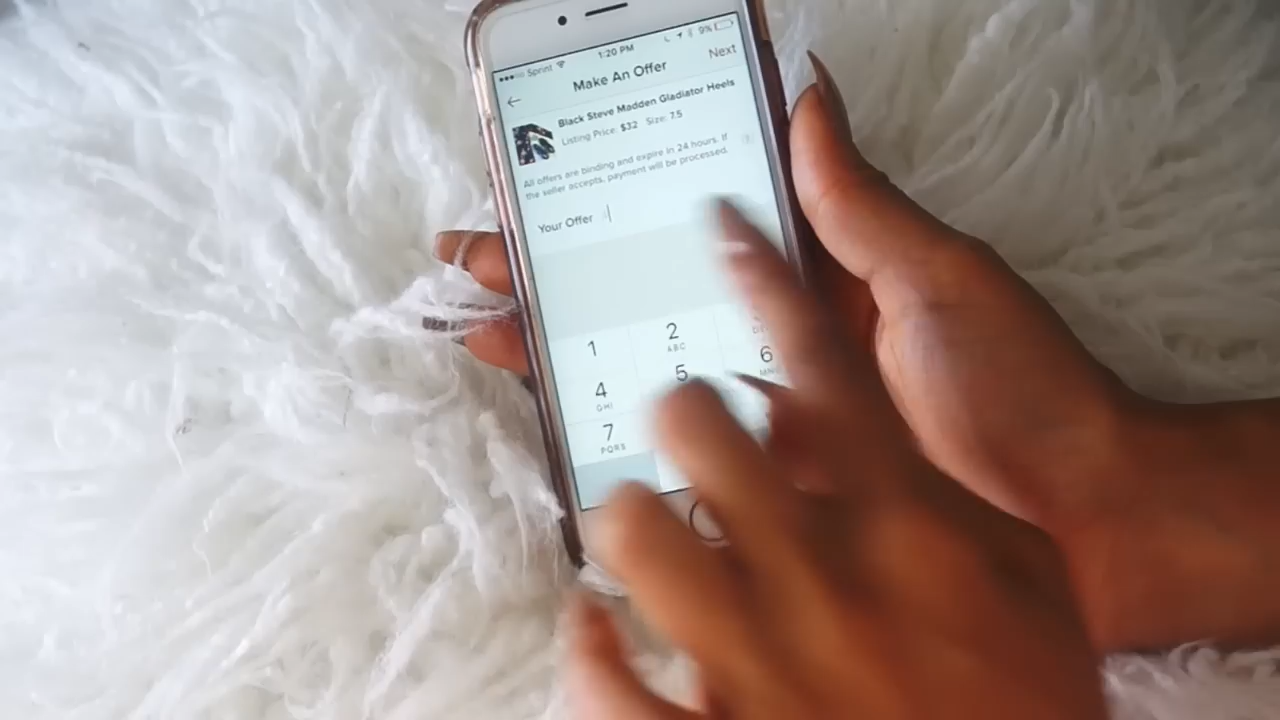 Sprint 1:20 PM 9%
Make An Offer Next
Black Steve Madden Gladiator Heels
Listing Price: $32 Size: 7.5
All offers are binding and expire in 24 hours. If
the seller accepts, payment will be processed.
Your Offer
1 2
ABC
4 5 6
GHI
7
PQRS